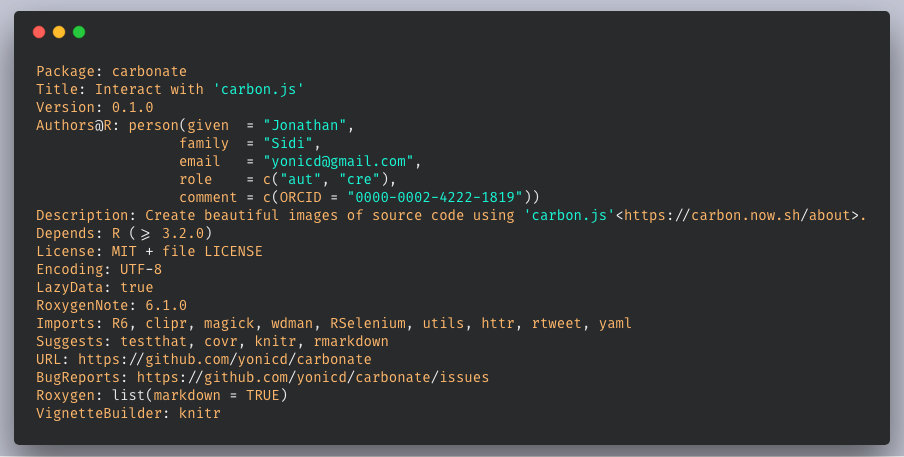 Package: carbonate
Title: Interact with 'carbon.js'
Version: 0.1.0
Authors@R: person(given  = "Jonathan",
                 family  = "Sidi",
                 email   = "yonicd@gmail.com",
                 role    = c("aut", "cre"),
                 comment = c(ORCID = "0000-0002-4222-1819"))
Description: Create beautiful images of source code using 'carbon.js'<https://carbon.now.sh/about>.
Depends: R (>= 3.2.0)
License: MIT + file LICENSE
Encoding: UTF-8
LazyData: true
RoxygenNote: 6.1.0
Imports: R6, clipr, magick, wdman, RSelenium, utils, httr, rtweet, yaml
Suggests: testthat, covr, knitr, rmarkdown
URL: https://github.com/yonicd/carbonate
BugReports: https://github.com/yonicd/carbonate/issues
Roxygen: list(markdown = TRUE)
VignetteBuilder: knitr